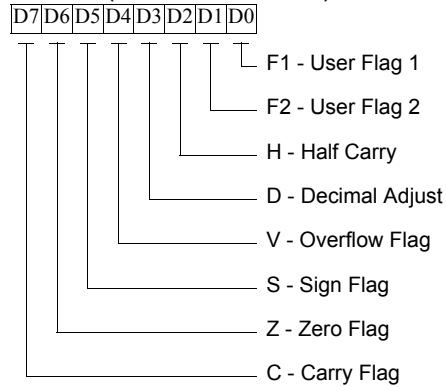 D7 D6 D5 D4 D3 D2 D1 D0
F1 - User Flag 1
F2 - User Flag 2
H - Half Carry
D - Decimal Adjust
V - Overflow Flag
S - Sign Flag
Z - Zero Flag
C - Carry Flag